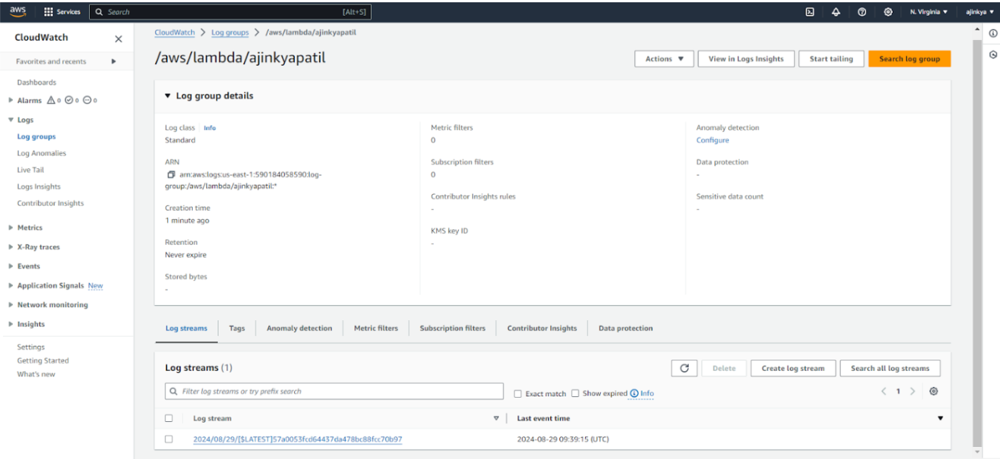 aws
Services
Search
[Alt+S]
N. Virginia
ajinkya
CloudWatch
Favorites and recents
Dashboards
Alarms 0 0 0
Logs
Log groups
Log Anomalies
Live Tail
Logs Insights
Contributor Insights
Metrics
X-Ray traces
Events
Application Signals New
Network monitoring
Insights
Settings
Getting Started
What's new
CloudWatch > Log groups > /aws/lambda/ajinkyapatil
/aws/lambda/ajinkyapatil
Actions
View in Logs Insights
Start tailing
Search log group
Log group details
Log class Info
Standard
ARN
arn:aws:logs:us-east-1:590184058590:log-
group:/aws/lambda/ajinkyapatil:*
Creation time
1 minute ago
Retention
Never expire
Stored bytes
-
Metric filters
0
Subscription filters
0
Contributor Insights rules
-
KMS key ID
-
Anomaly detection
Configure
Data protection
-
Sensitive data count
-
Log streams
Tags
Anomaly detection
Metric filters
Subscription filters
Contributor Insights
Data protection
Log streams (1)
Delete
Create log stream
Search all log streams
Filter log streams or try prefix search
Exact match
Show expired
Info
1
Log stream
Last event time
2024/08/29/[$LATEST]57a0053fcd64437da478bc88fcc70b97
2024-08-29 09:39:15 (UTC)